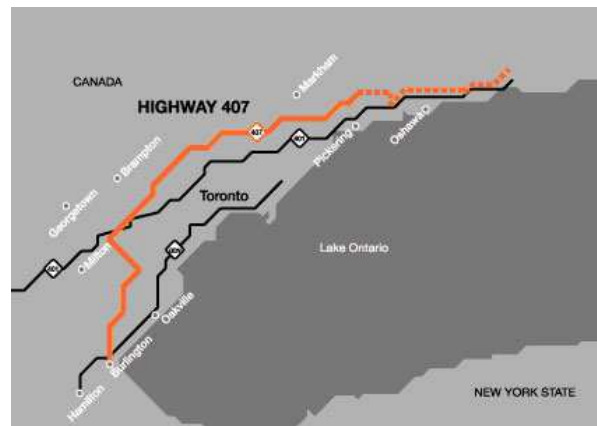 CANADA
Markham
HIGHWAY 407
407
401
Brampton
Pickering
Oshawa
Georgetown
Toronto
Lake Ontario
401
Milton
Oakville
Burlington
Hamilton
NEW YORK STATE